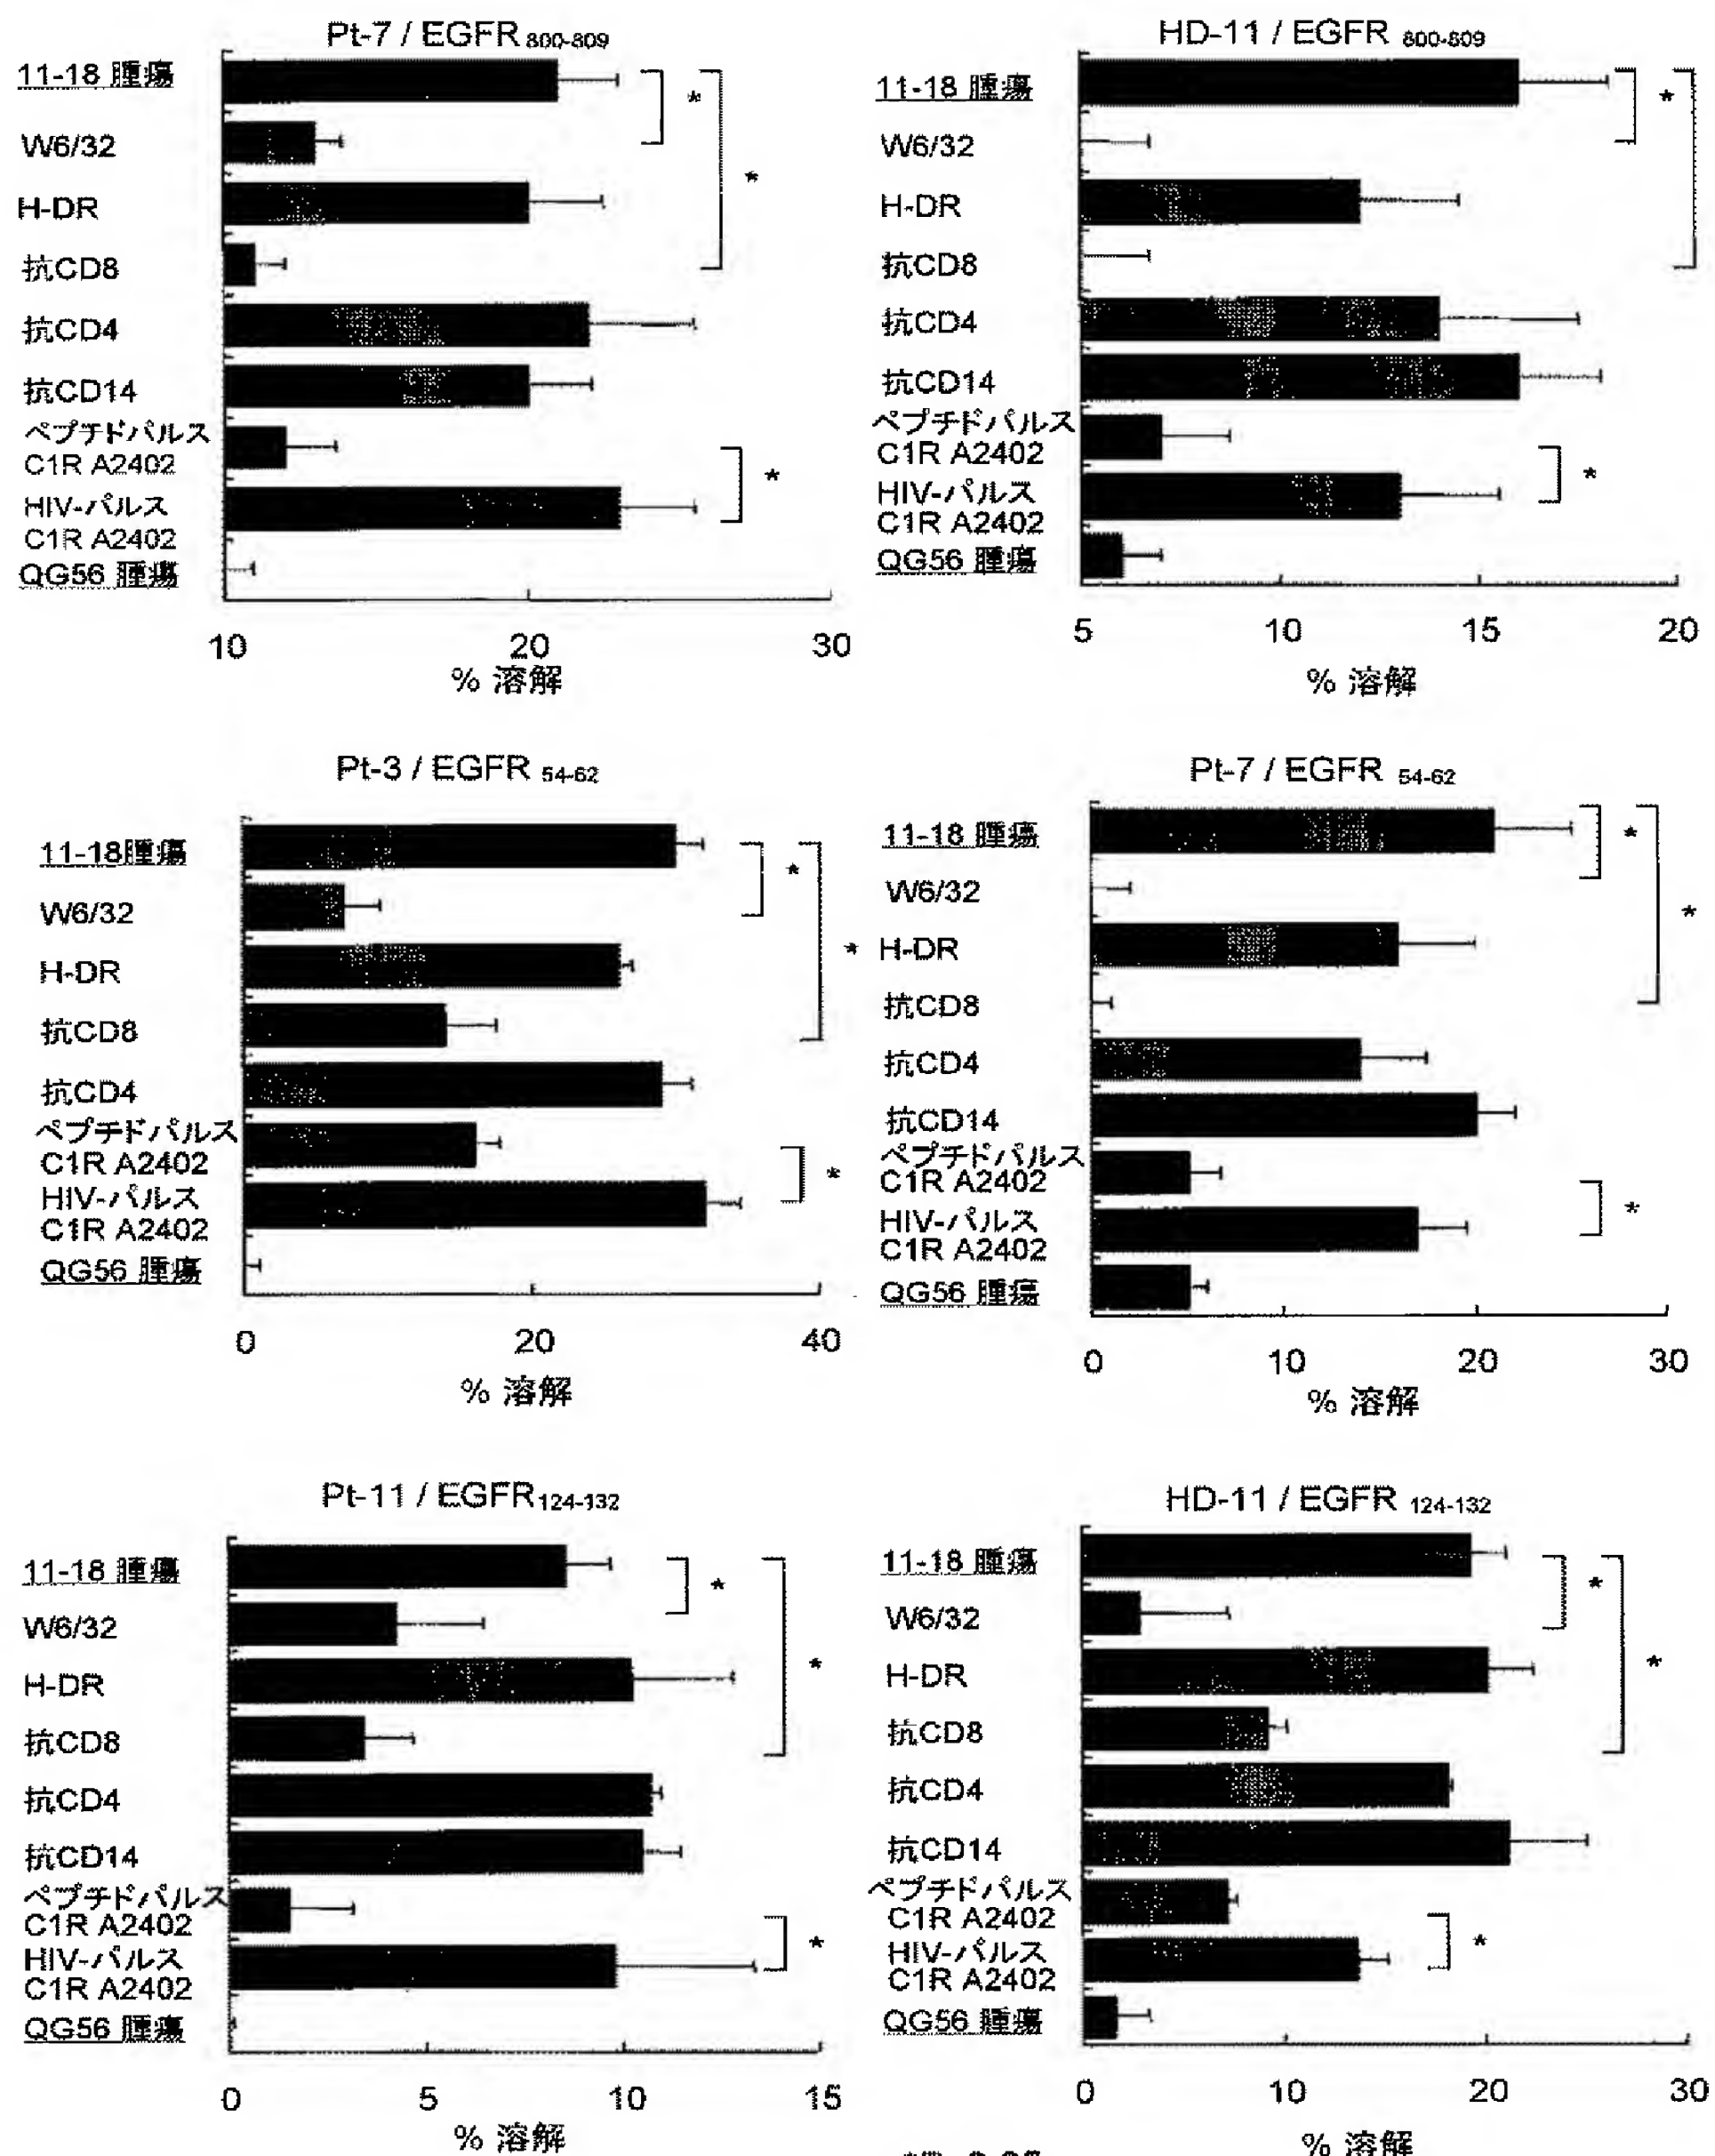 Pt-7 / EGFR 800-809
11-18 腫瘍
W6/32
H-DR
抗CD8
抗CD4
抗CD14
ペプチドパルス
C1R A2402
HIV-パルス
C1R A2402
QG56 腫瘍
10 20 30
% 溶解
*
*
*
HD-11 / EGFR 800-809
11-18 腫瘍
W6/32
H-DR
抗CD8
抗CD4
抗CD14
ペプチドパルス
C1R A2402
HIV-パルス
C1R A2402
QG56 腫瘍
5 10 15 20
% 溶解
*
*
*
Pt-3 / EGFR 54-62
11-18腫瘍
W6/32
H-DR
抗CD8
抗CD4
ペプチドパルス
C1R A2402
HIV-パルス
C1R A2402
QG56 腫瘍
0 20 40
% 溶解
*
*
*
Pt-7 / EGFR 54-62
11-18 腫瘍
W6/32
H-DR
抗CD8
抗CD4
抗CD14
ペプチドパルス
C1R A2402
HIV-パルス
C1R A2402
QG56 腫瘍
0 10 20 30
% 溶解
*
*
*
Pt-11 / EGFR124-132
11-18 腫瘍
W6/32
H-DR
抗CD8
抗CD4
抗CD14
ペプチドパルス
C1R A2402
HIV-パルス
C1R A2402
QG56 腫瘍
0 5 10 15
% 溶解
*
*
*
HD-11 / EGFR 124-132
11-18 腫瘍
W6/32
H-DR
抗CD8
抗CD4
抗CD14
ペプチドパルス
C1R A2402
HIV-パルス
C1R A2402
QG56 腫瘍
0 10 20 30
% 溶解
*
*
*